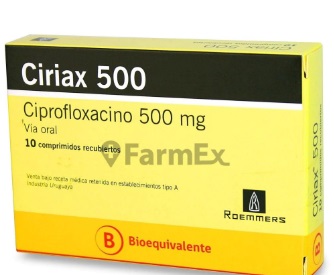 Ciriax 500
Ciprofloxacino 500 mg
Vía oral
10 comprimidos recubiertos
FarmEx
Venta bajo receta médica retenida en establecimientos tipo A
Industria Uruguaya
ROEMMERS
B Bioequivalente
Ciriax 500